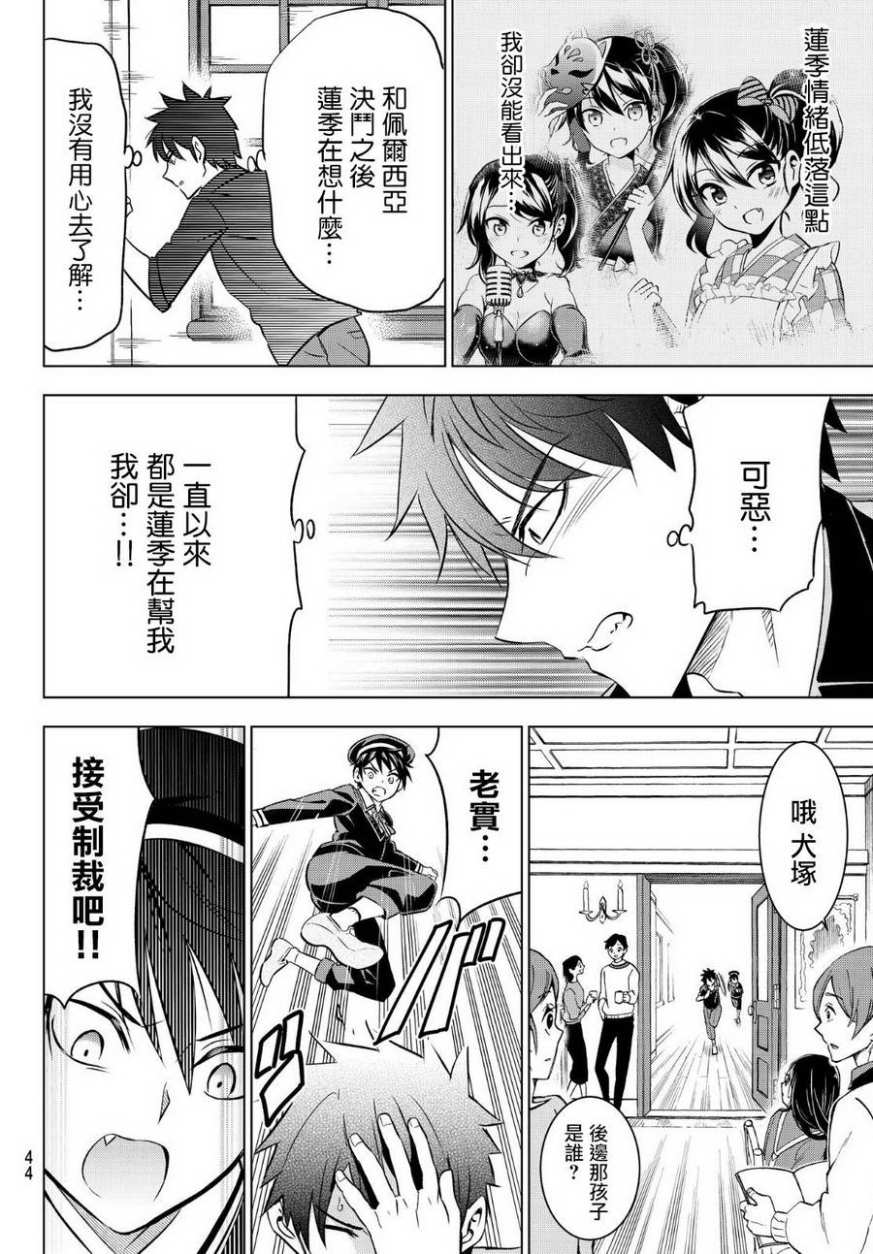 蓮季情緒低落這點
我卻沒能看出來…
和佩爾西亞
決鬥之後
蓮季在想什麼…
我沒有用心去了解…
可惡…
一直以來
都是蓮季在幫我
我卻…!!
哦 犬塚
後邊那孩子
是誰?
老實…
ガバッ
接受制裁吧!!
44